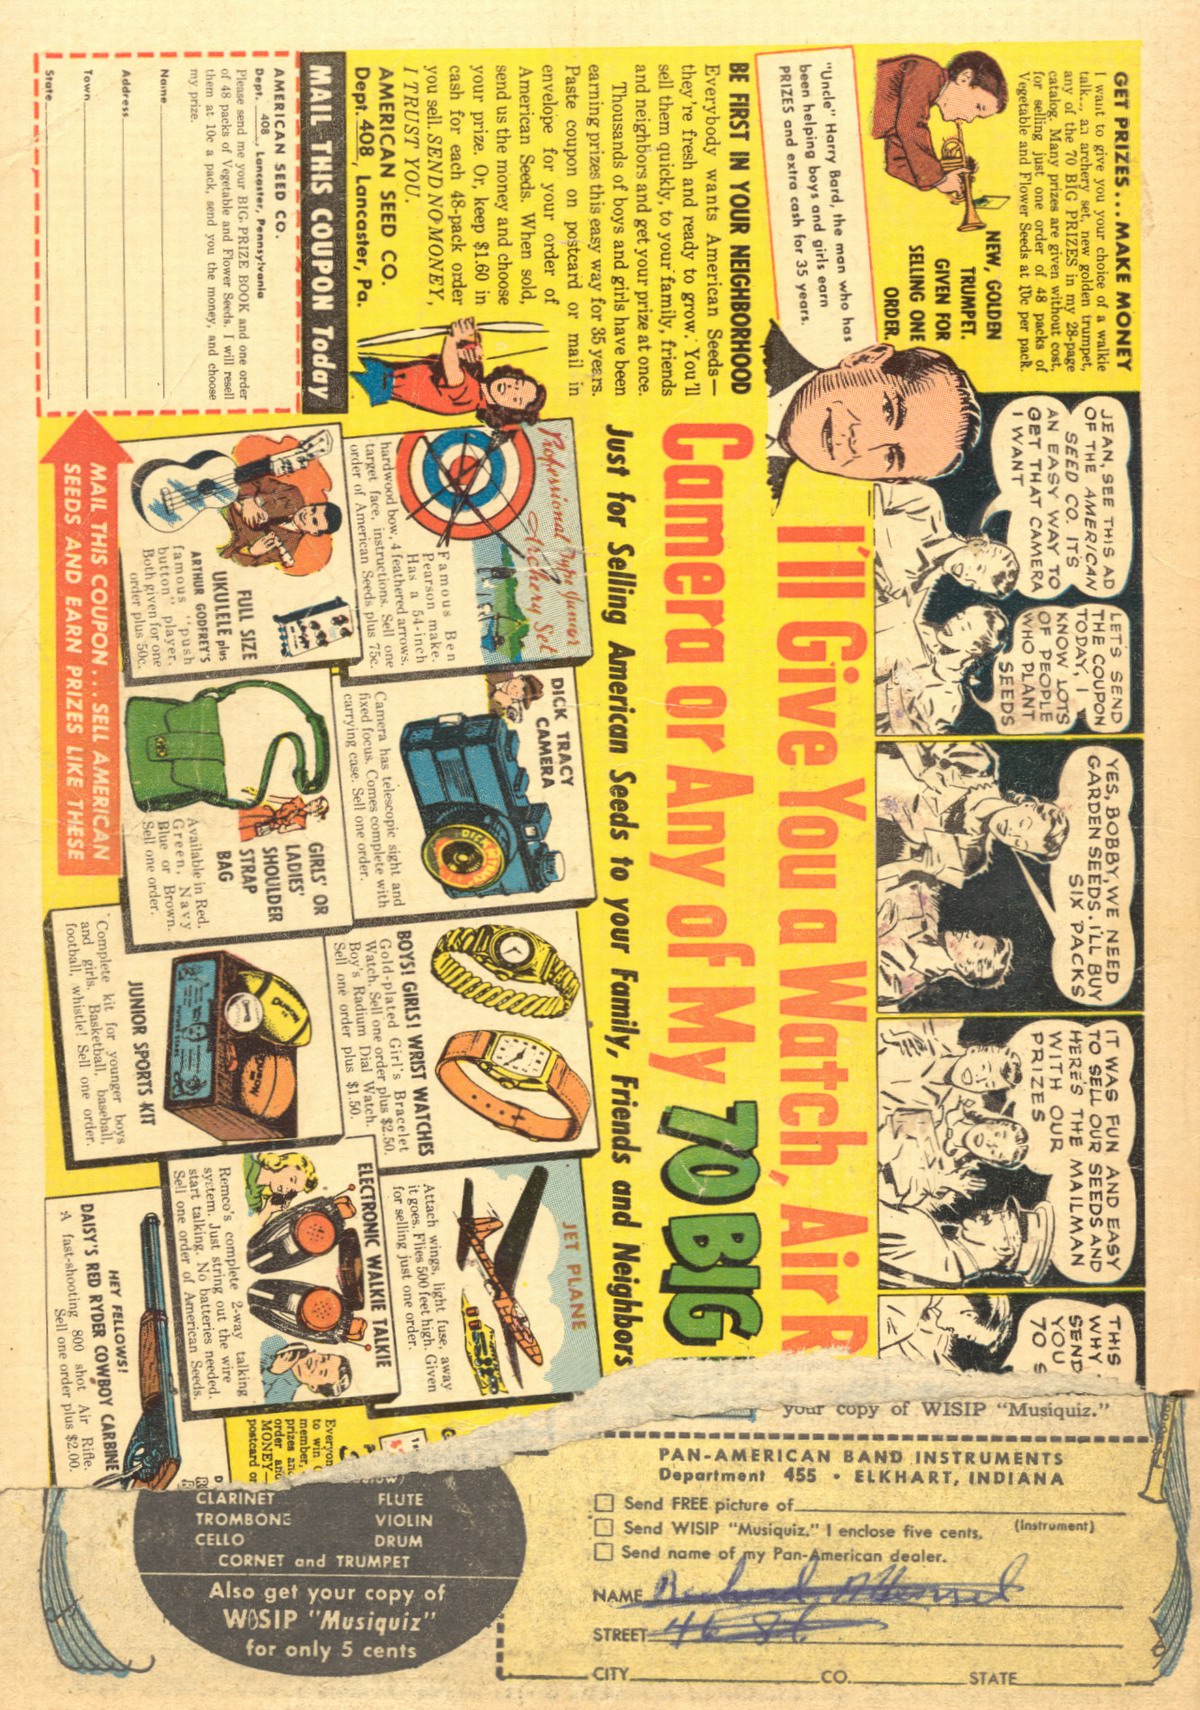 JEAN, SEE THIS AD
OF THE AMERICAN
SEED CO. IT'S
AN EASY WAY TO
GET THAT CAMERA
I WANT
LET'S SEND
THE COUPON
TODAY, I
KNOW LOTS
OF PEOPLE
WHO PLANT
SEEDS
YES, BOBBY, WE NEED
GARDEN SEEDS. I'LL BUY
SIX PACKS
IT WAS FUN AND EASY
TO SELL OUR SEEDS AND
HERE'S THE MAILMAN
WITH OUR
PRIZES
THIS
WHY
SEND
YOU
70 S
GET PRIZES...MAKE MONEY
I want to give you your choice of a walkie
talk..., an archery set, new golden trumpet,
any of the 70 BIG PRIZES in my 28-page
catalog. Many prizes are given without cost,
for selling just one order of 48 packs of
Vegetable and Flower Seeds at 10c per pack.
NEW, GOLDEN
TRUMPET.
GIVEN FOR
SELLING ONE
ORDER.
"Uncle" Harry Bard, the man who has
been helping boys and girls earn
PRIZES and extra cash for 35 years.
I'll Give You a Watch, Air R
Camera or Any of My 70 BIG
Just for Selling American Seeds to your Family, Friends and Neighbors
BE FIRST IN YOUR NEIGHBORHOOD
Everybody wants American Seeds—
they're fresh and ready to grow. You'll
sell them quickly, to your family, friends
and neighbors and get your prize at once.
Thousands of boys and girls have been
earning prizes this easy way for 35 years.
Paste coupon on postcard or mail in
envelope for your order of
American Seeds. When sold,
send us the money and choose
your prize. Or, keep $1.60 in
cash for each 48-pack order
you sell. SEND NO MONEY,
I TRUST YOU.
AMERICAN SEED CO.
Dept. 408, Lancaster, Pa.
MAIL THIS COUPON Today
AMERICAN SEED CO.
Dept. 408, Lancaster, Pennsylvania
Please send me your BIG PRIZE BOOK and one order
of 48 packs of Vegetable and Flower Seeds. I will resell
them at 10c a pack, send you the money, and choose
my prize.
Name
Address
Town
State
Professional Type Junior
Archery Set
Famous Ben
Pearson make.
Has a 54-inch
hardwood bow, 4 feathered arrows,
target face, instructions. Sell one
order of American Seeds plus 75c.
DICK TRACY
CAMERA
Camera has telescopic sight and
fixed focus. Comes complete with
carrying case. Sell one order.
BOYS! GIRLS! WRIST WATCHES
Gold-plated Girl's Bracelet
Watch. Sell one order plus $2.50.
Boy's Radium Dial Watch.
Sell one order plus $1.50.
JET PLANE
Attach wings, light fuse, away
it goes. Flies 500 feet high. Given
for selling just one order.
FULL SIZE
UKULELE plus
ARTHUR GODFREY'S
famous "push
button" player.
Both given for one
order plus 50c.
GIRLS' OR
LADIES'
SHOULDER
STRAP
BAG
Available in Red,
Green, Navy
Blue or Brown.
Sell one order.
JUNIOR SPORTS KIT
Complete kit for younger boys
and girls. Basketball, baseball,
football, whistle! Sell one order.
ELECTRONIC WALKIE TALKIE
Remco's complete 2-way talking
system. Just string out the wire
start talking. No batteries needed.
Sell one order of American Seeds.
HEY FELLOWS!
DAISY'S RED RYDER COWBOY CARBINE
A fast-shooting 800 shot Air Rifle.
Sell one order plus $2.00.
Everyon
to win
member,
prizes an
order and
MONEY—
postcard or
MAIL THIS COUPON...SELL AMERICAN
SEEDS AND EARN PRIZES LIKE THESE
your copy of WISIP "Musiquiz."
PAN-AMERICAN BAND INSTRUMENTS
Department 455 • ELKHART, INDIANA
Send FREE picture of
(Instrument)
Send WISIP "Musiquiz." I enclose five cents.
Send name of my Pan-American dealer.
NAME
STREET 46 St.
CITY CO. STATE
CLARINET FLUTE
TROMBONE VIOLIN
CELLO DRUM
CORNET and TRUMPET
Also get your copy of
WISIP "Musiquiz"
for only 5 cents